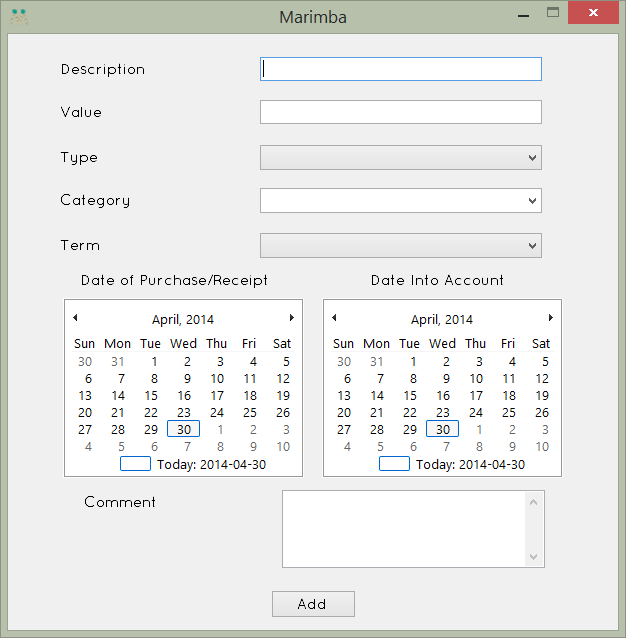 Marimba
Description
Value
Type
Category
Term
Date of Purchase/Receipt Date Into Account
April, 2014 April, 2014
Sun Mon Tue Wed Thu Fri Sat Sun Mon Tue Wed Thu Fri Sat
30 31 1 2 3 4 5 30 31 1 2 3 4 5
6 7 8 9 10 11 12 6 7 8 9 10 11 12
13 14 15 16 17 18 19 13 14 15 16 17 18 19
20 21 22 23 24 25 26 20 21 22 23 24 25 26
27 28 29 30 1 2 3 27 28 29 30 1 2 3
4 5 6 7 8 9 10 4 5 6 7 8 9 10
Today: 2014-04-30 Today: 2014-04-30
Comment
Add